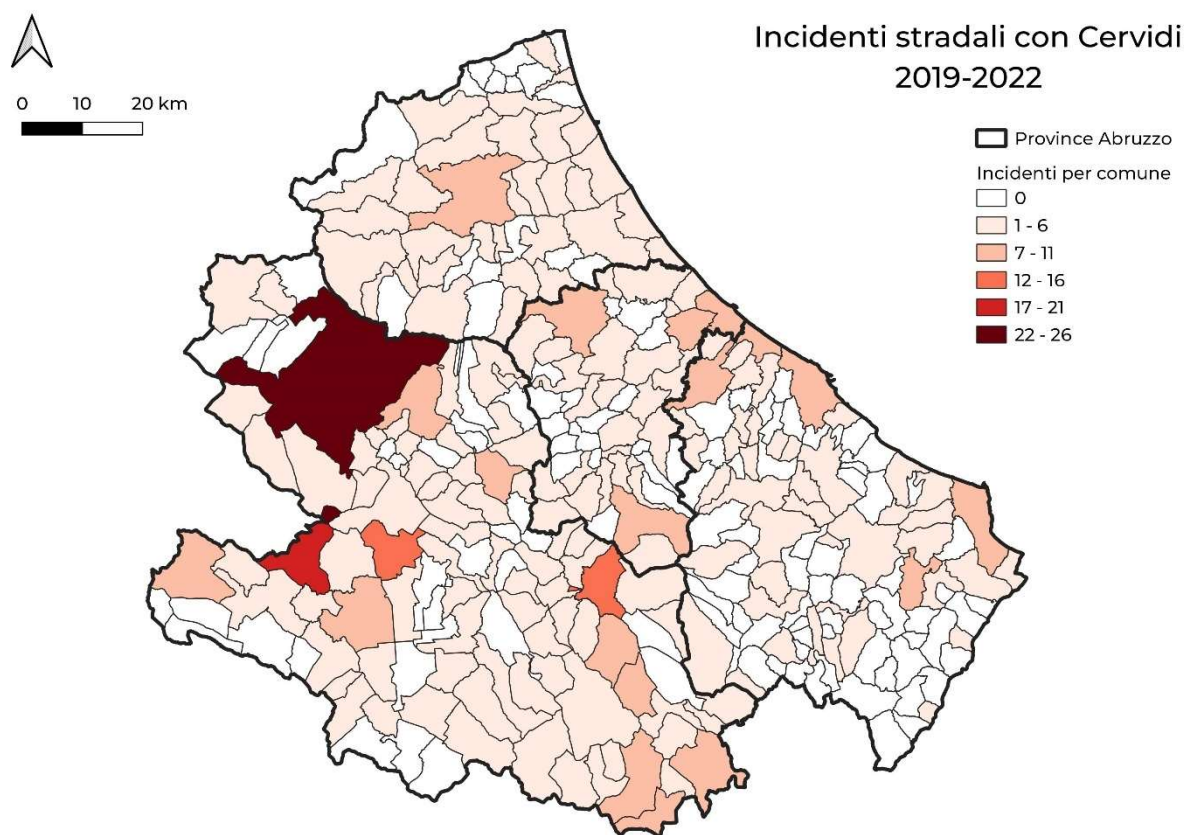 Incidenti stradali con Cervidi
2019-2022
0 10 20 km
Province Abruzzo
Incidenti per comune
0
1 - 6
7 - 11
12 - 16
17 - 21
22 - 26